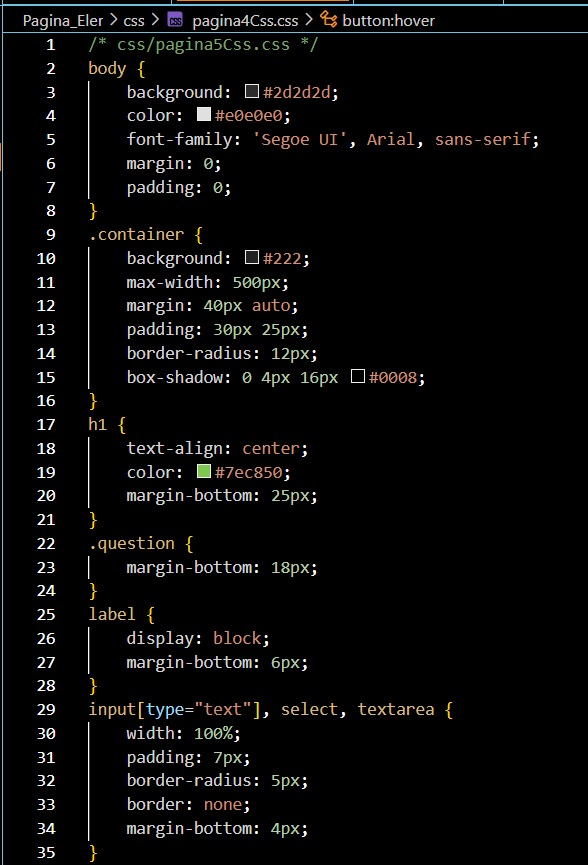 Pagina_Eler > css > pagina4Css.css > button:hover
1 /* css/pagina5Css.css */
2 body {
3 background: #2d2d2d;
4 color: #e0e0e0;
5 font-family: 'Segoe UI', Arial, sans-serif;
6 margin: 0;
7 padding: 0;
8 }
9 .container {
10 background: #222;
11 max-width: 500px;
12 margin: 40px auto;
13 padding: 30px 25px;
14 border-radius: 12px;
15 box-shadow: 0 4px 16px #0008;
16 }
17 h1 {
18 text-align: center;
19 color: #7ec850;
20 margin-bottom: 25px;
21 }
22 .question {
23 margin-bottom: 18px;
24 }
25 label {
26 display: block;
27 margin-bottom: 6px;
28 }
29 input[type="text"], select, textarea {
30 width: 100%;
31 padding: 7px;
32 border-radius: 5px;
33 border: none;
34 margin-bottom: 4px;
35 }